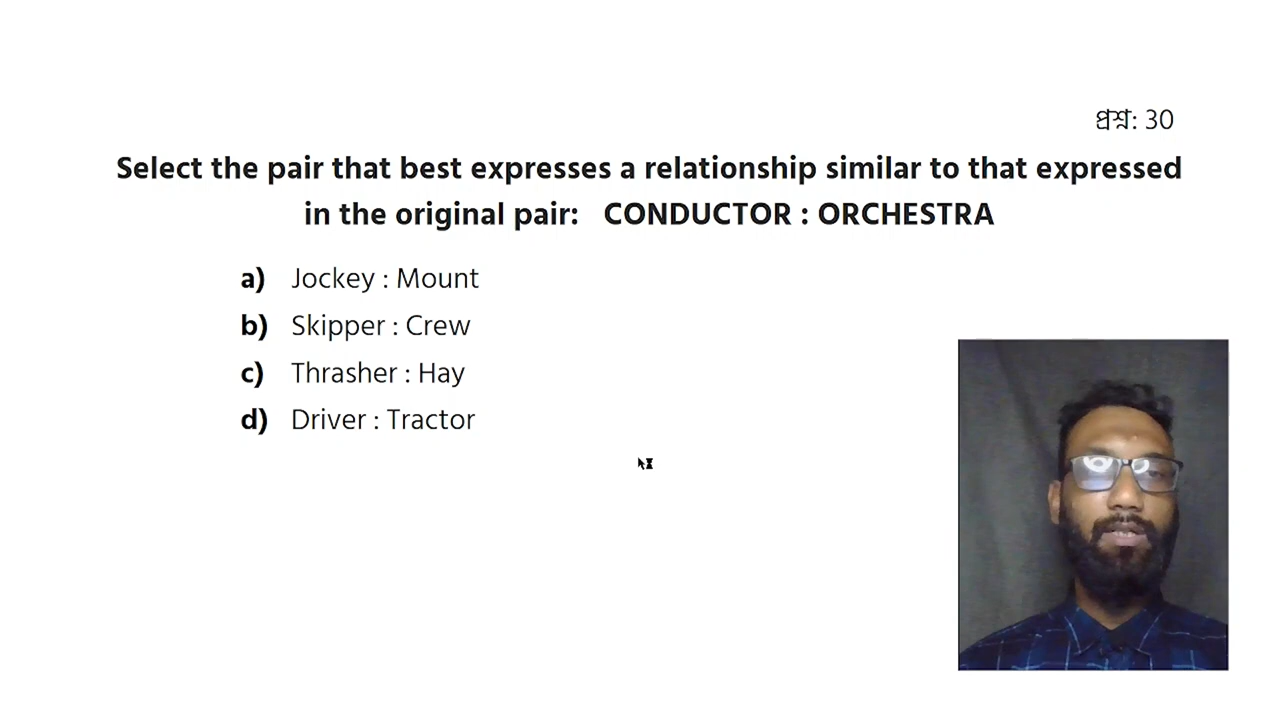 প্রশ্ন: 30
Select the pair that best expresses a relationship similar to that expressed
in the original pair: CONDUCTOR : ORCHESTRA
a) Jockey : Mount
b) Skipper : Crew
c) Thrasher : Hay
d) Driver : Tractor